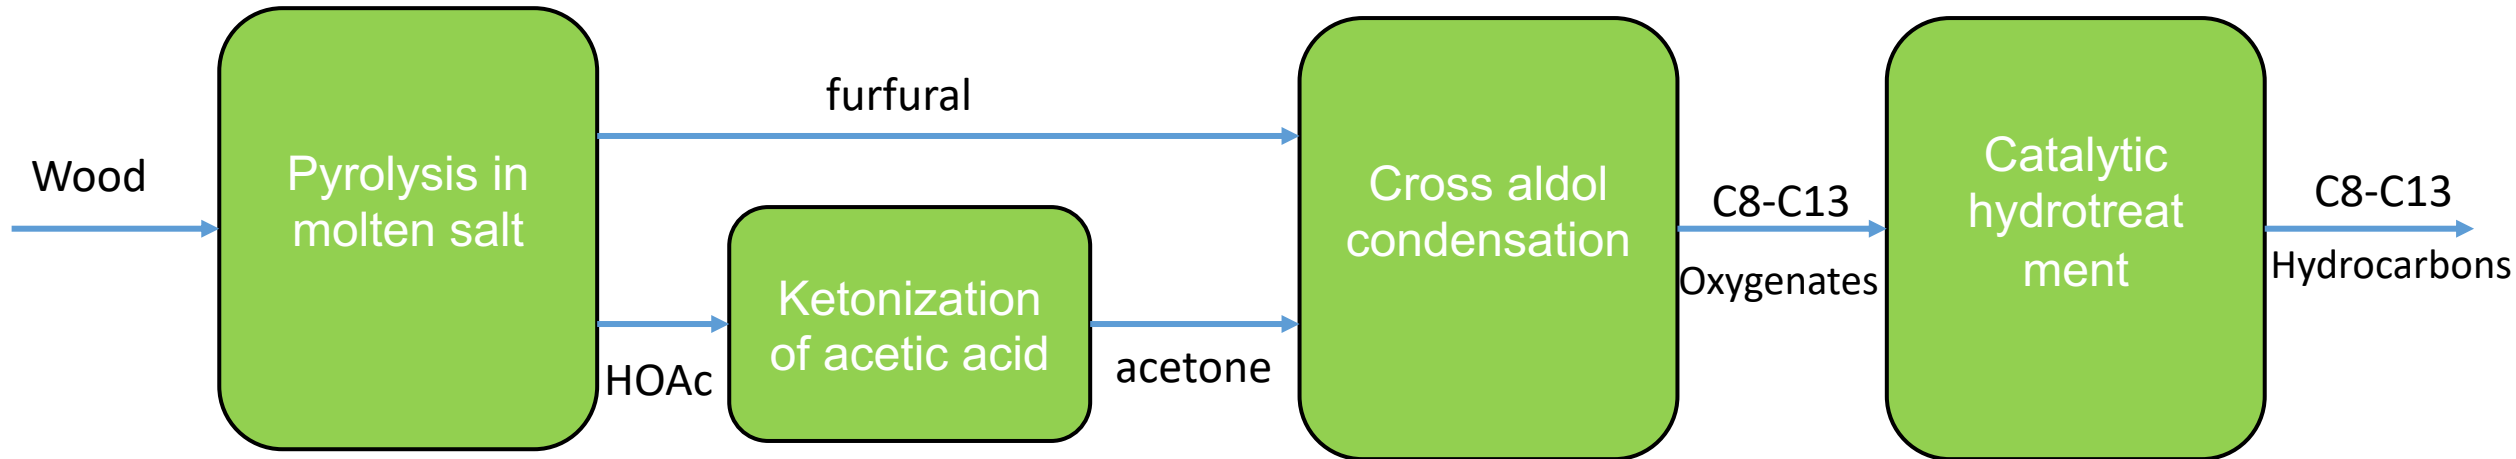 Wood
Pyrolysis in
molten salt
furfural
HOAc
Ketonization
of acetic acid
acetone
Cross aldol
condensation
C8-C13
Oxygenates
Catalytic
hydrotreat
ment
C8-C13
Hydrocarbons